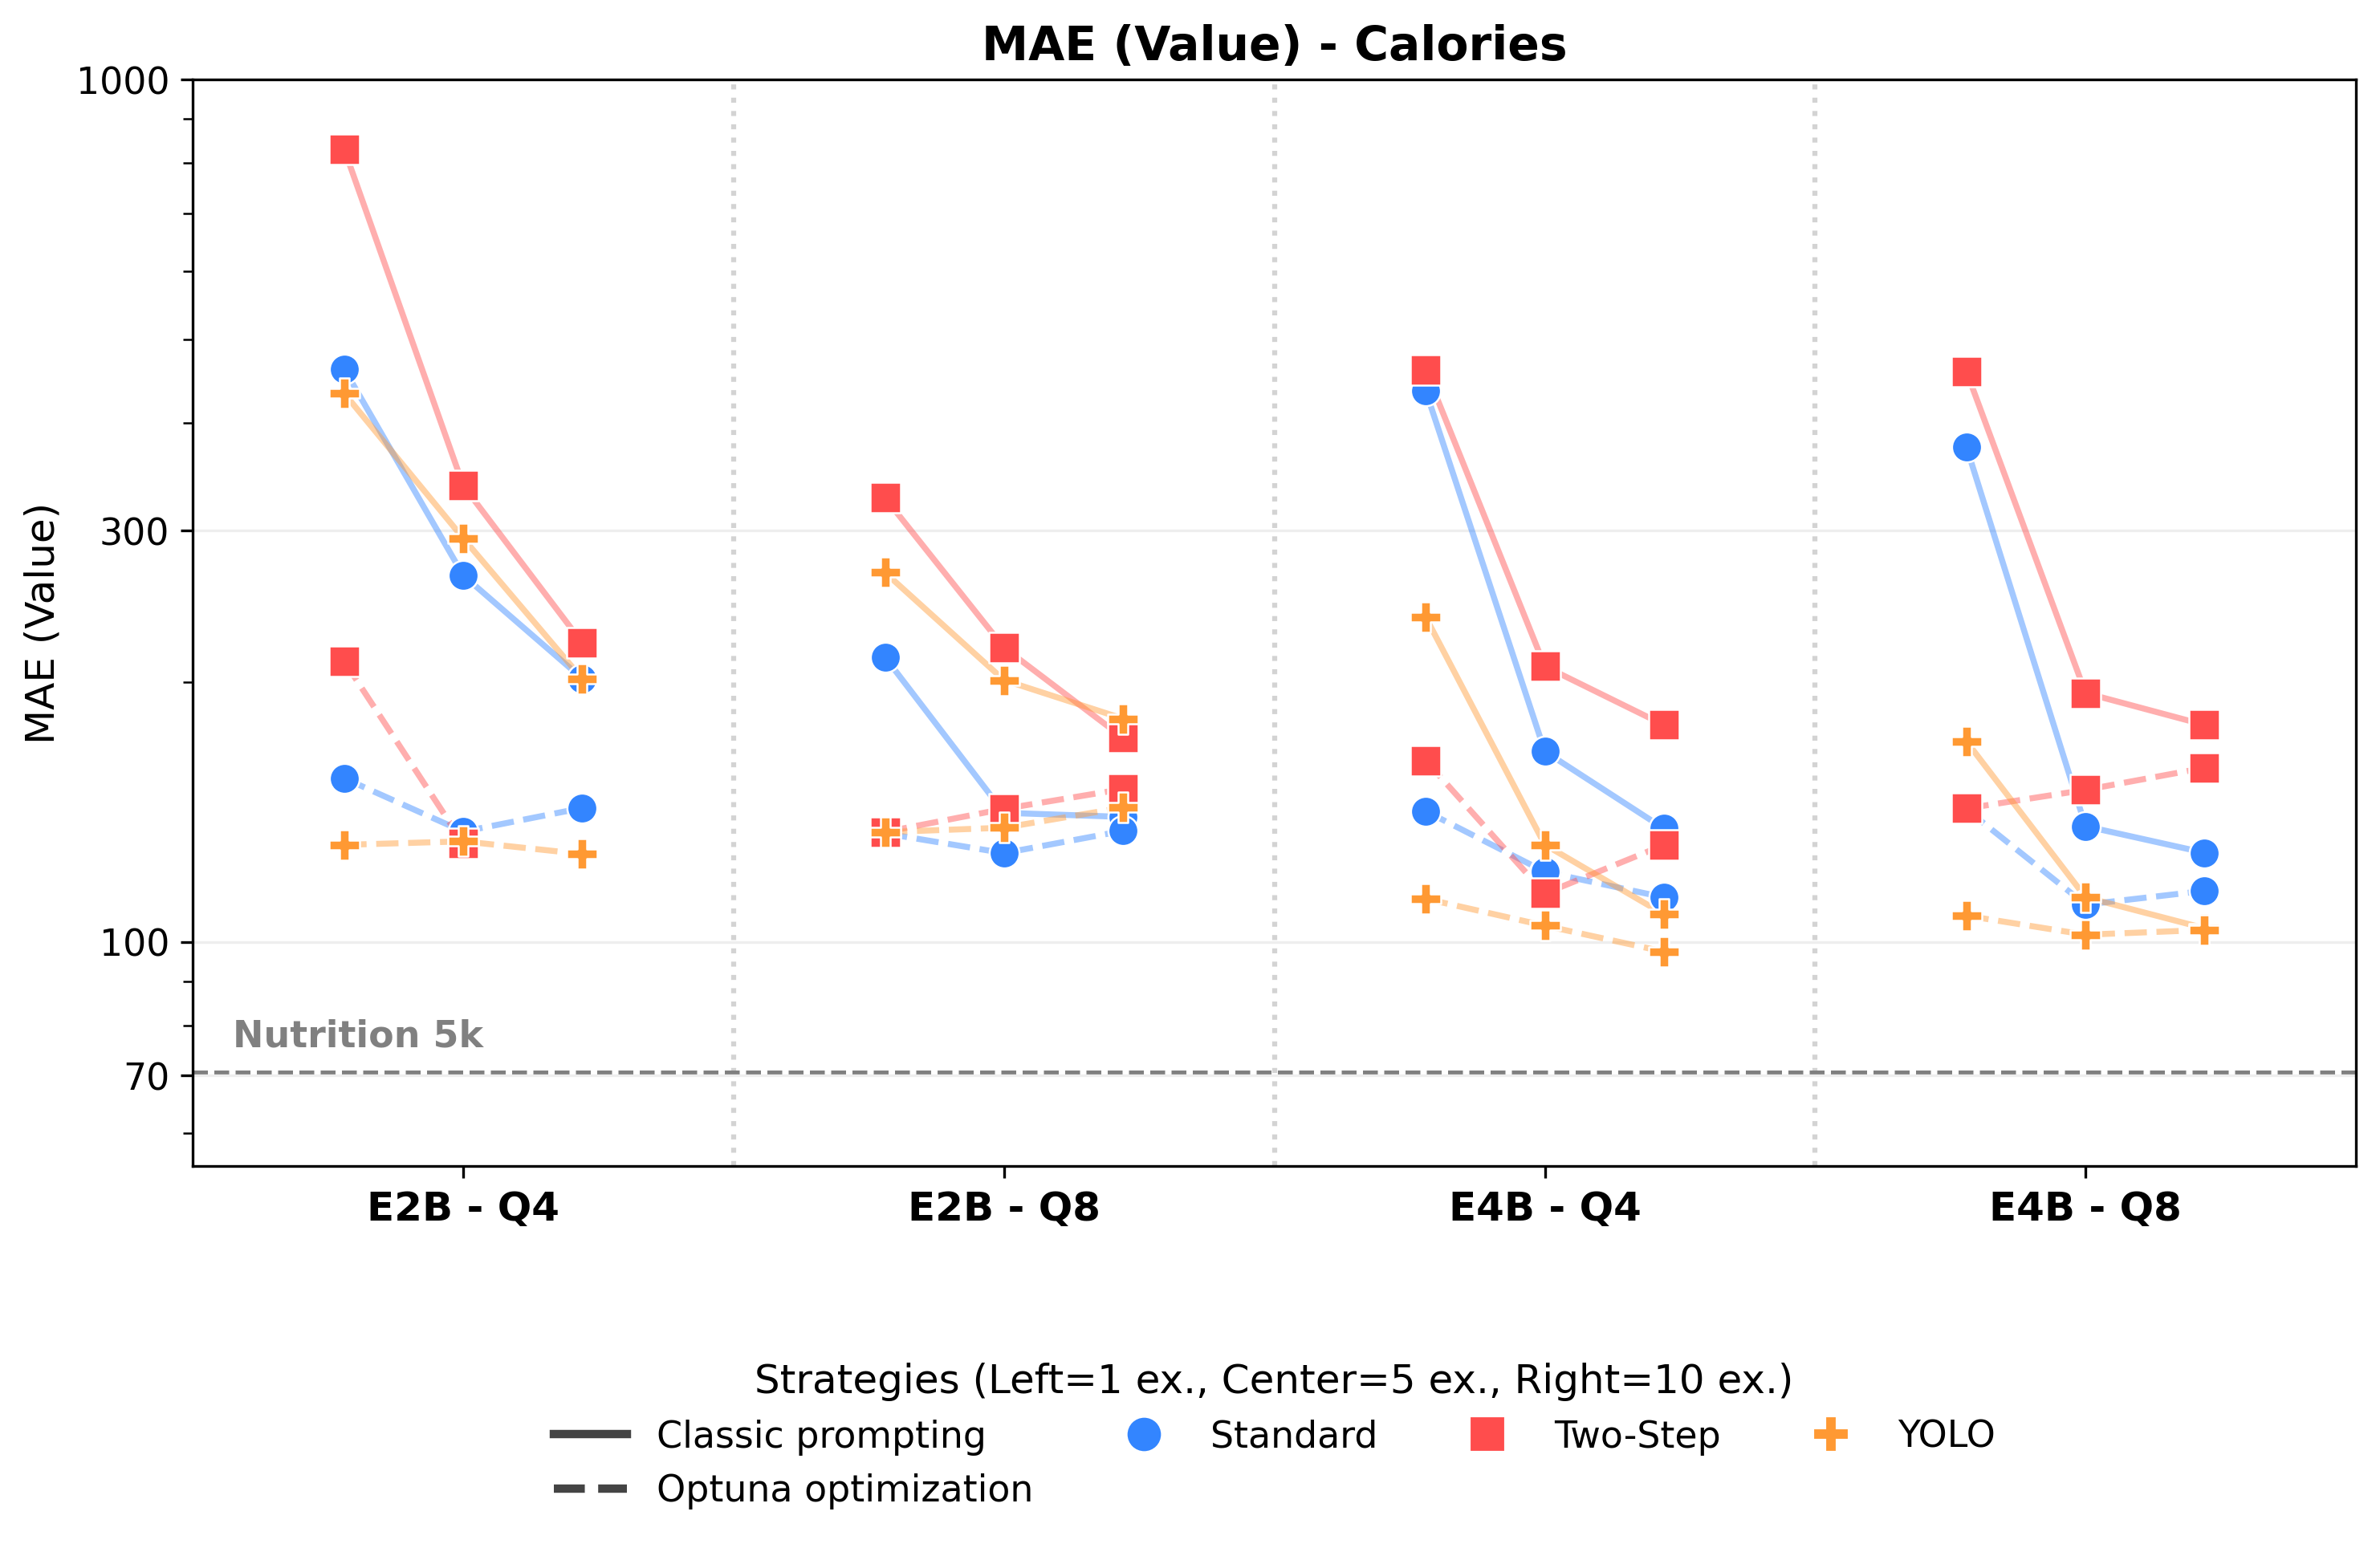 MAE (Value) - Calories
1000
300
100
70
MAE (Value)
Nutrition 5k
E2B - Q4
E2B - Q8
E4B - Q4
E4B - Q8
Strategies (Left=1 ex., Center=5 ex., Right=10 ex.)
Classic prompting
Optuna optimization
Standard
Two-Step
YOLO